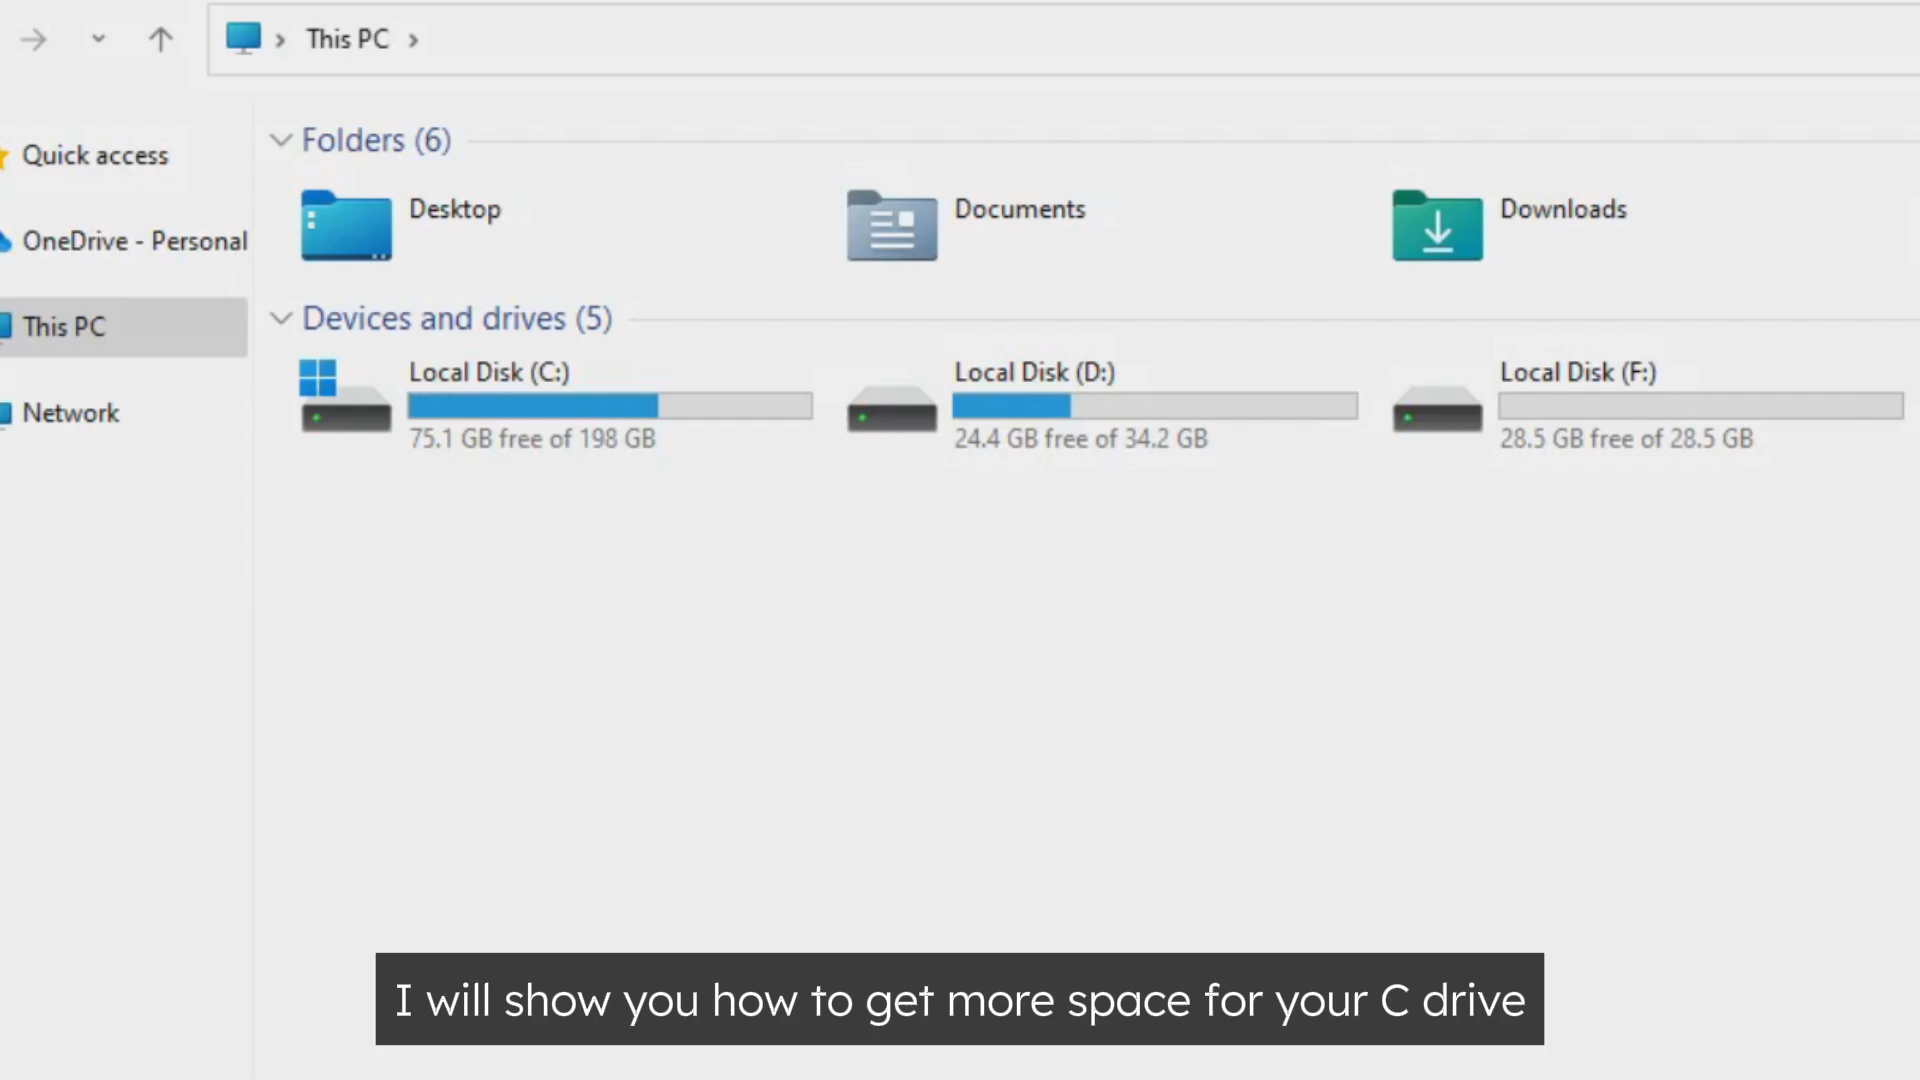 This PC
Quick access
OneDrive - Personal
This PC
Network
Folders (6)
Desktop
Documents
Downloads
Devices and drives (5)
Local Disk (C:)
75.1 GB free of 198 GB
Local Disk (D:)
24.4 GB free of 34.2 GB
Local Disk (F:)
28.5 GB free of 28.5 GB
I will show you how to get more space for your C drive